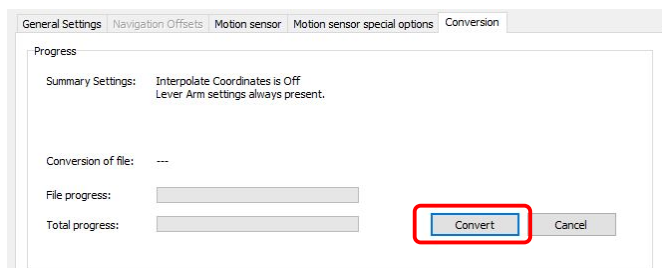 General Settings Navigation Offsets Motion sensor Motion sensor special options Conversion
Progress
Summary Settings: Interpolate Coordinates is Off
Lever Arm settings always present.
Conversion of file: ---
File progress:
Total progress: Convert Cancel